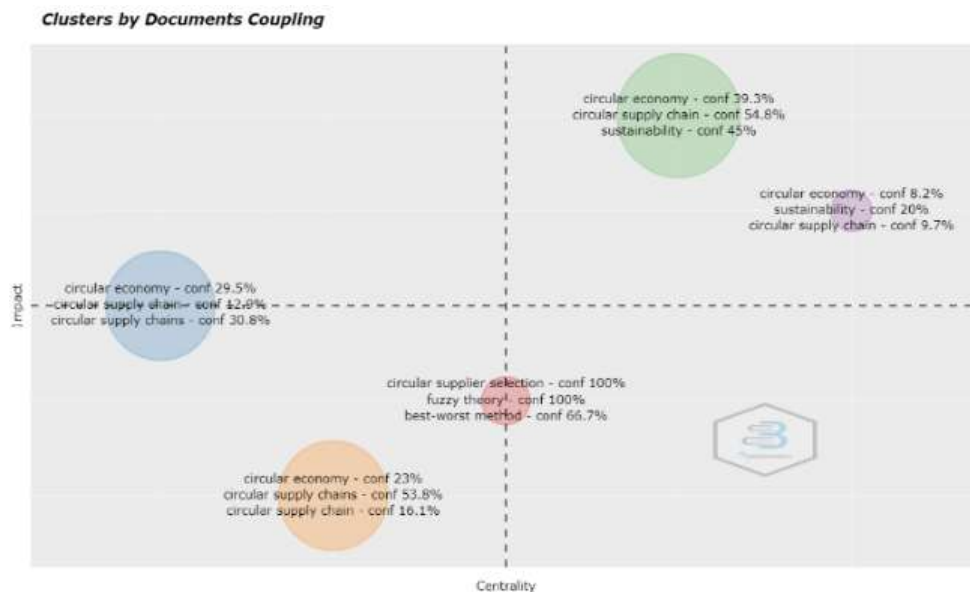 Clusters by Documents Coupling
circular economy - conf 39.3%
circular supply chain - conf 54.8%
sustainability - conf 45%
circular economy - conf 8.2%
sustainability - conf 20%
circular supply chain - conf 9.7%
circular economy - conf 29.5%
circular supply chain - conf 12.9%
circular supply chains - conf 30.8%
Impact
circular supplier selection - conf 100%
fuzzy theory - conf 100%
best-worst method - conf 66.7%
circular economy - conf 23%
circular supply chains - conf 53.8%
circular supply chain - conf 16.1%
Centrality